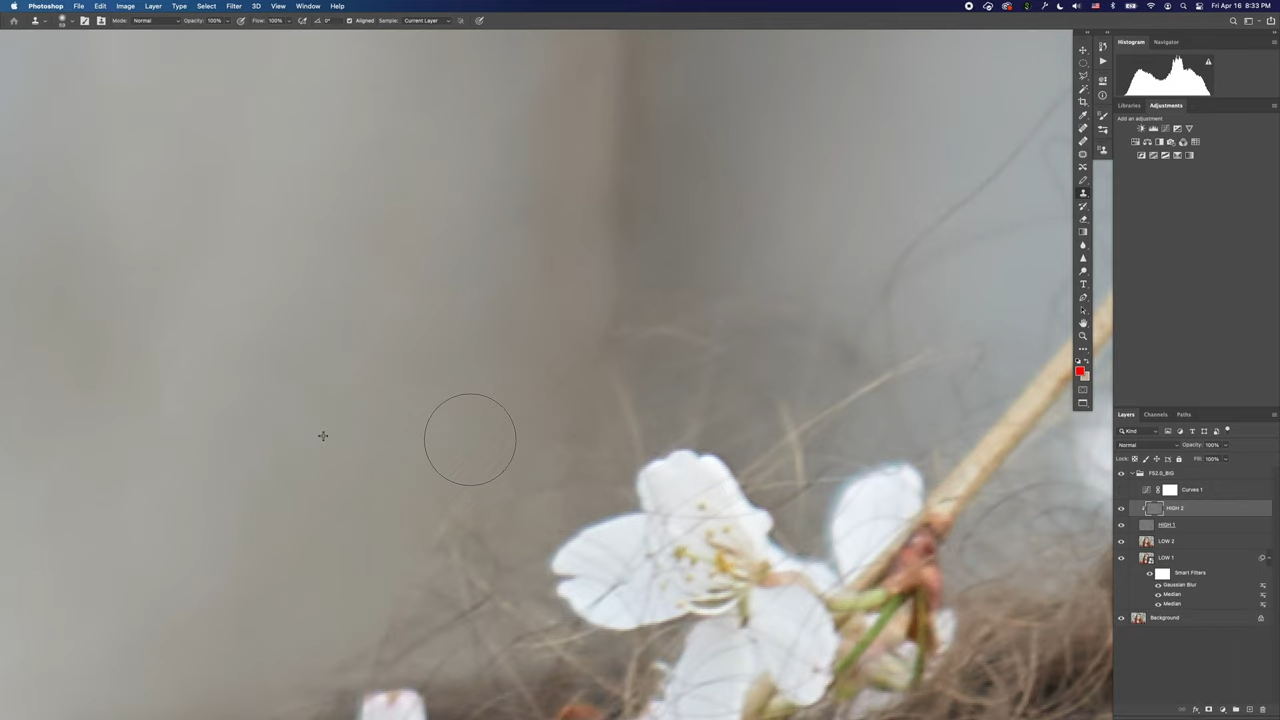 Photoshop File Edit Image Layer Type Select Filter 3D View Window Help Fri Apr 16 8:33 PM
Mode: Normal Opacity: 100% Flow: 100% 0° Aligned Sample: Current Layer
Histogram Navigator
Libraries Adjustments
Add an adjustment
Layers Channels Paths
Kind
Normal Opacity: 100%
Lock: Fill: 100%
FS2.0_BIG
Curves 1
HIGH 2
HIGH 1
LOW 2
LOW 1
Smart Filters
Gaussian Blur
Median
Median
Background